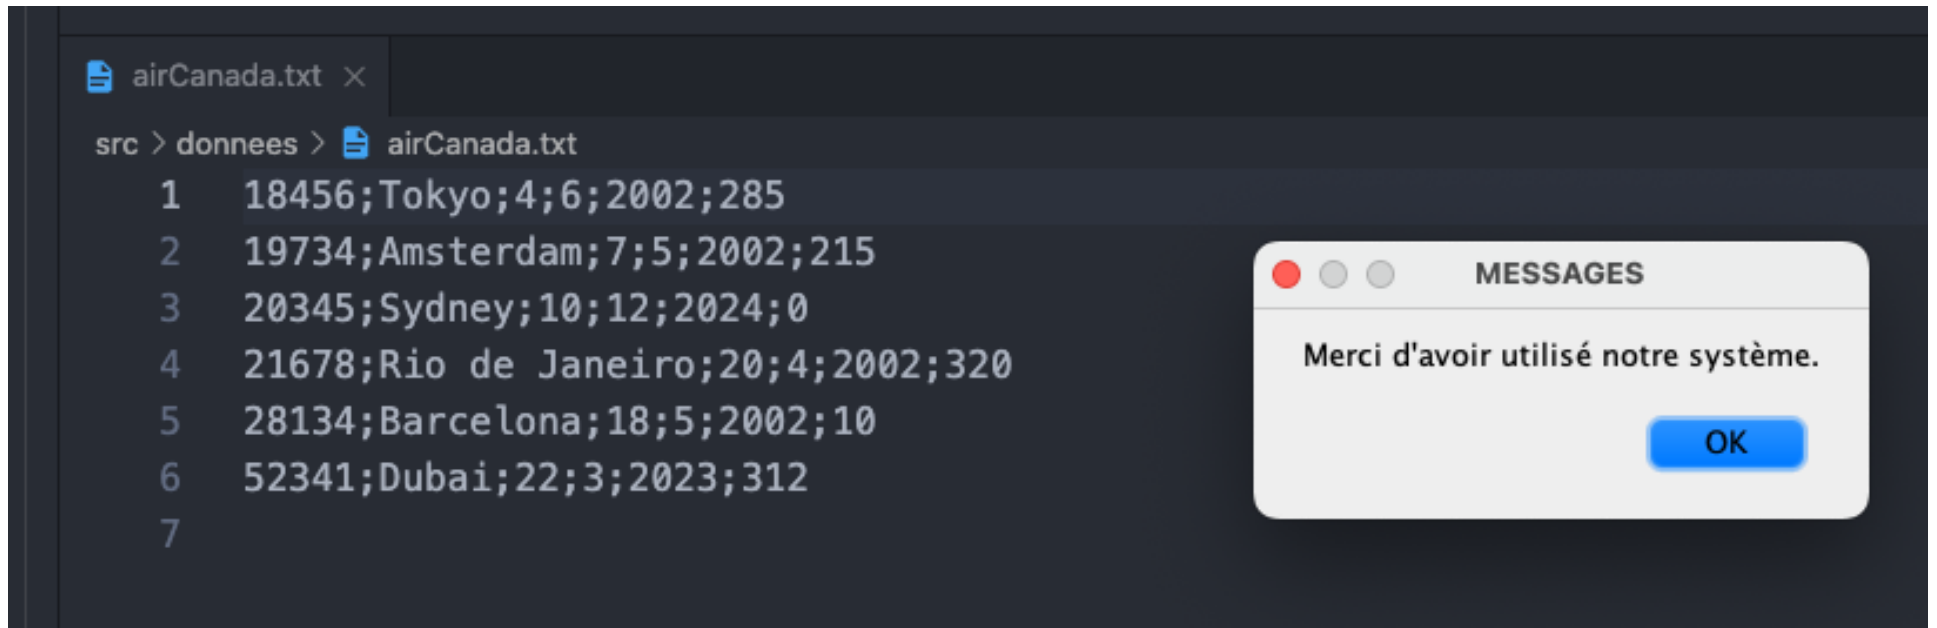 airCanada.txt
src > donnees > airCanada.txt
1 18456;Tokyo;4;6;2002;285
2 19734;Amsterdam;7;5;2002;215
3 20345;Sydney;10;12;2024;0
4 21678;Rio de Janeiro;20;4;2002;320
5 28134;Barcelona;18;5;2002;10
6 52341;Dubai;22;3;2023;312
7
MESSAGES
Merci d'avoir utilisé notre système.
OK